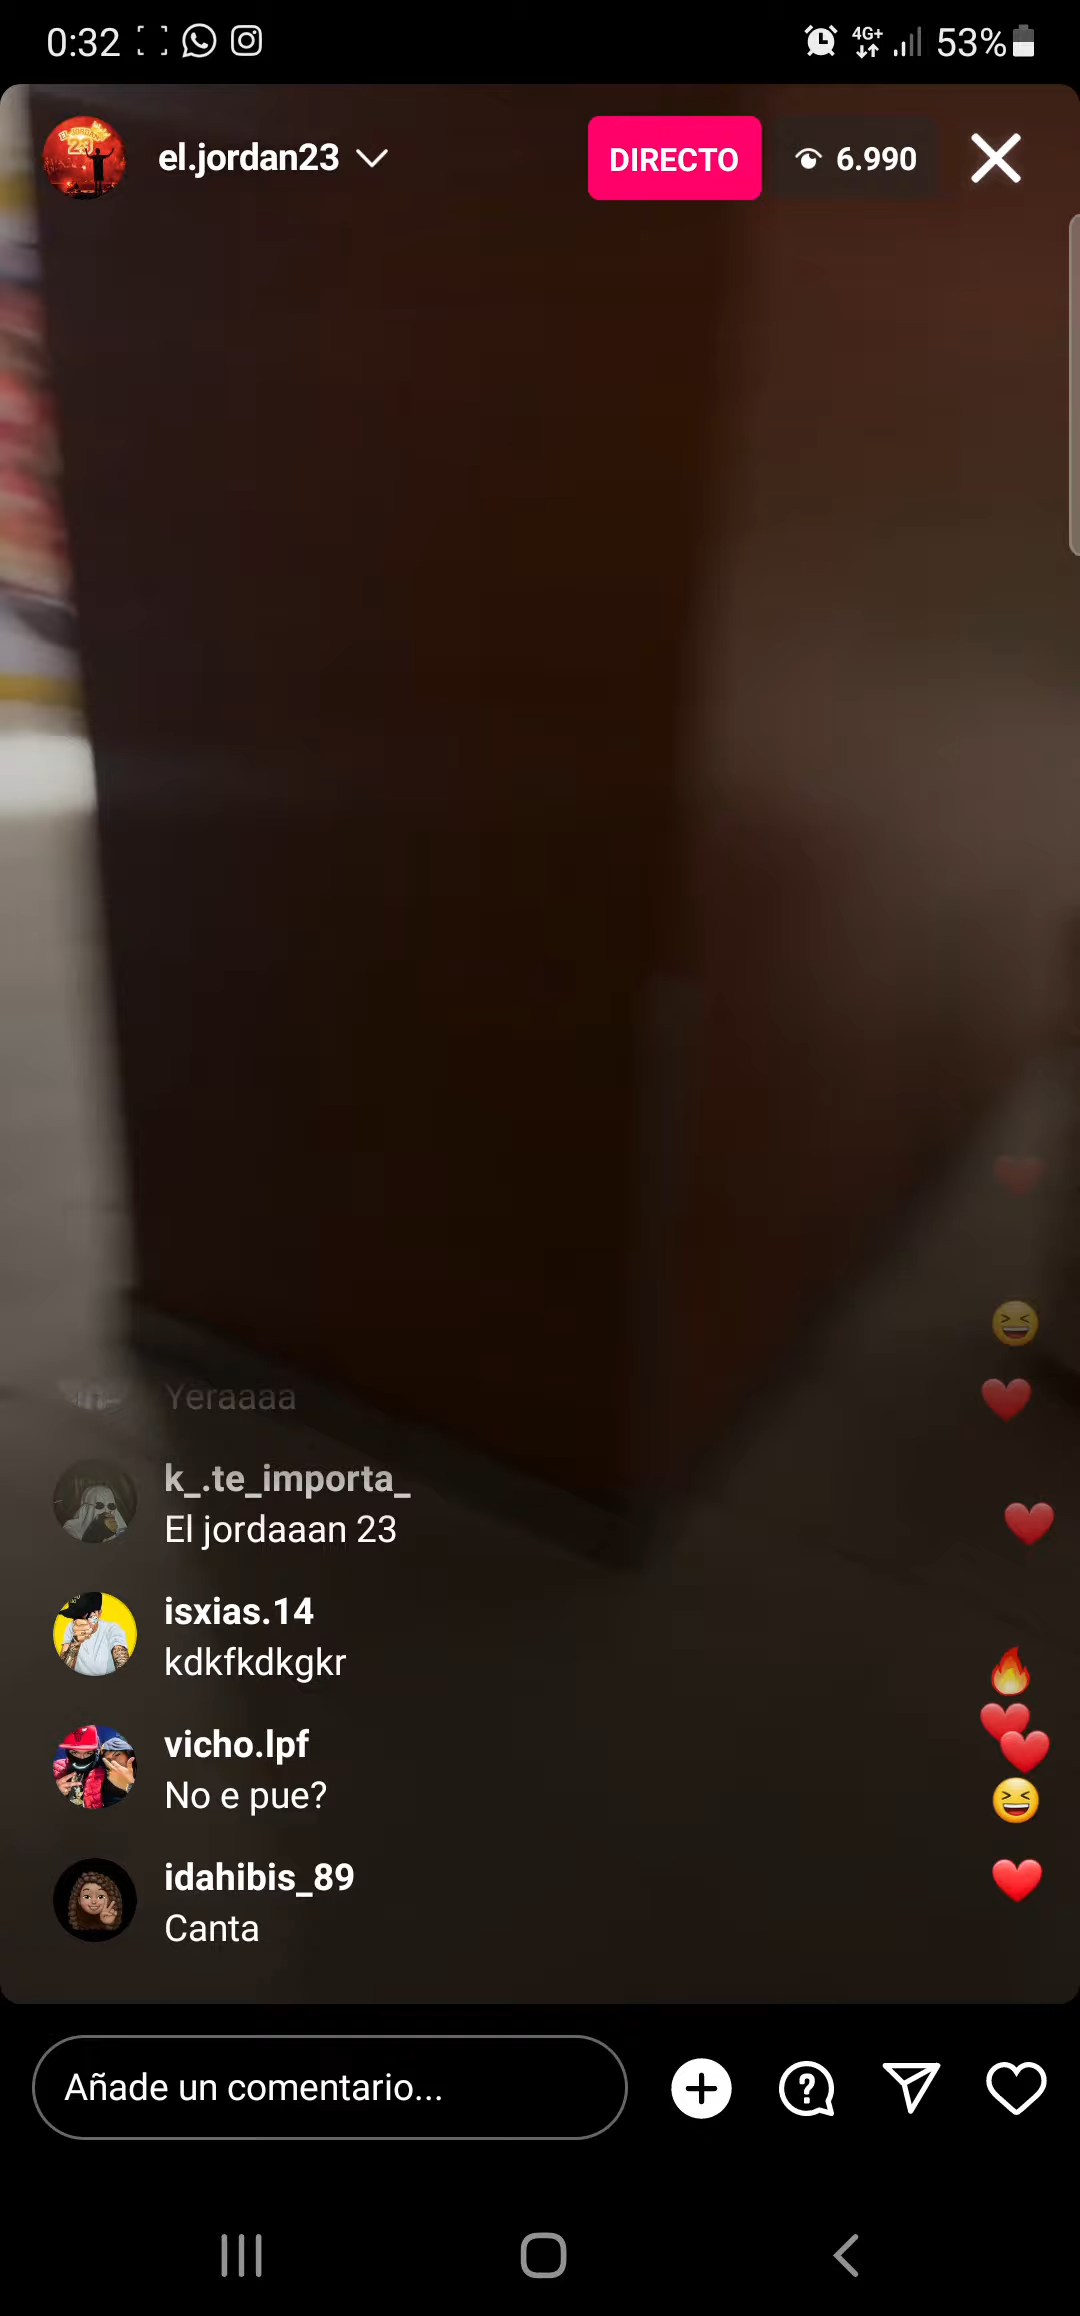 0:32
4G+
53%
el.jordan23
DIRECTO
6.990
Yeraaaa
k_.te_importa_
El jordaaan 23
isxias.14
kdkfkdkgkr
vicho.lpf
No e pue?
idahibis_89
Canta
Añade un comentario...